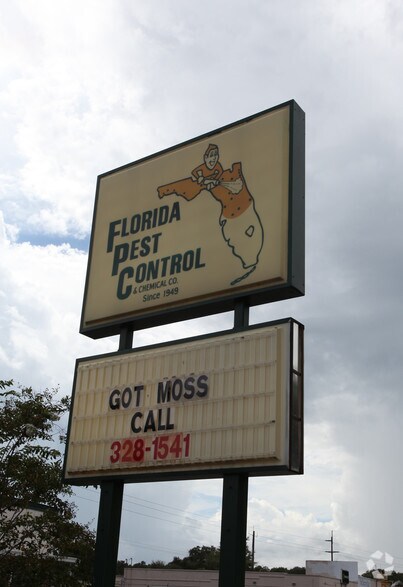 FLORIDA
PEST
CONTROL
& CHEMICAL CO.
Since 1949
GOT MOSS
CALL
328-1541